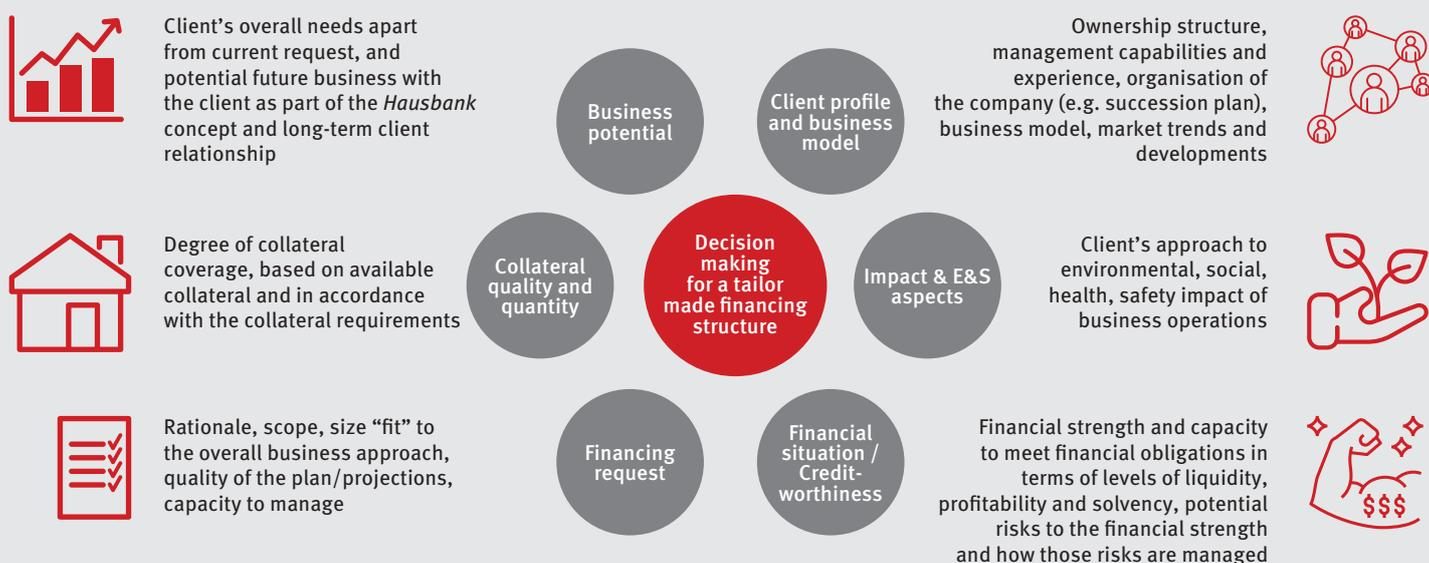 Client's overall needs apart
from current request, and
potential future business with
the client as part of the Hausbank
concept and long-term client
relationship
Business
potential
Client profile
and business
model
Ownership structure,
management capabilities and
experience, organisation of
the company (e.g. succession plan),
business model, market trends and
developments
Degree of collateral
coverage, based on available
collateral and in accordance
with the collateral requirements
Collateral
quality and
quantity
Decision
making
for a tailor
made financing
structure
Impact & E&S
aspects
Client's approach to
environmental, social,
health, safety impact of
business operations
Rationale, scope, size “fit” to
the overall business approach,
quality of the plan/projections,
capacity to manage
Financing
request
Financial
situation /
Credit-
worthiness
Financial strength and capacity
to meet financial obligations in
terms of levels of liquidity,
profitability and solvency, potential
risks to the financial strength
and how those risks are managed
$$$